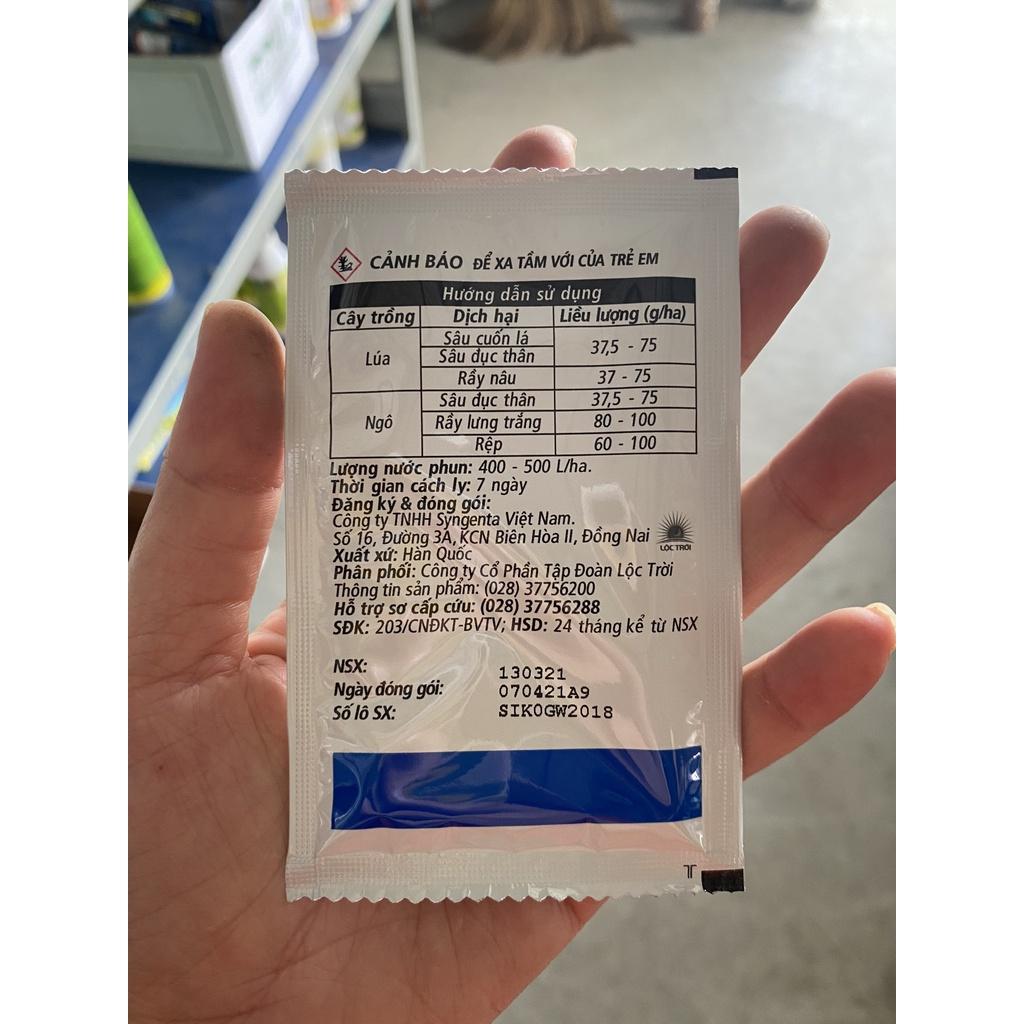 CẢNH BÁO ĐỂ XA TẦM VỚI CỦA TRẺ EM
Hướng dẫn sử dụng
Cây trồng Dịch hại Liều lượng (g/ha)
Lúa
Sâu cuốn lá
Sâu đục thân
37,5 - 75
Rầy nâu 37 - 75
Ngô
Sâu đục thân 37,5 - 75
Rầy lưng trắng 80 - 100
Rệp 60 - 100
Lượng nước phun: 400 - 500 L/ha.
Thời gian cách ly: 7 ngày
Đăng ký & đóng gói:
Công ty TNHH Syngenta Việt Nam.
Số 16, Đường 3A, KCN Biên Hòa II, Đồng Nai
LỘC TRỜI
Xuất xứ: Hàn Quốc
Phân phối: Công ty Cổ Phần Tập Đoàn Lộc Trời
Thông tin sản phẩm: (028) 37756200
Hỗ trợ sơ cấp cứu: (028) 37756288
SĐK: 203/CNĐKT-BVTV; HSD: 24 tháng kể từ NSX
NSX: 130321
Ngày đóng gói: 070421A9
Số lô SX: SIK0GW2018